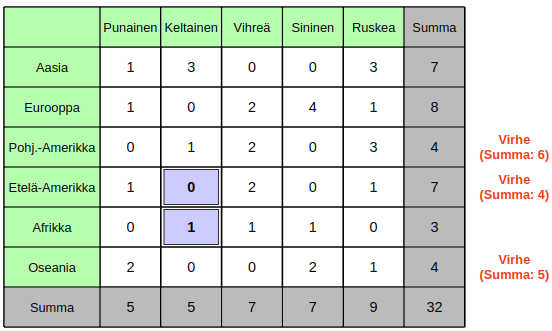 Punainen Keltainen Vihreä Sininen Ruskea Summa
Aasia 1 3 0 0 3 7
Eurooppa 1 0 2 4 1 8
Pohj.-Amerikka 0 1 2 0 3 4 Virhe
(Summa: 6)
Etelä-Amerikka 1 0 2 0 1 7 Virhe
(Summa: 4)
Afrikka 0 1 1 1 0 3
Oseania 2 0 0 2 1 4 Virhe
(Summa: 5)
Summa 5 5 7 7 9 32